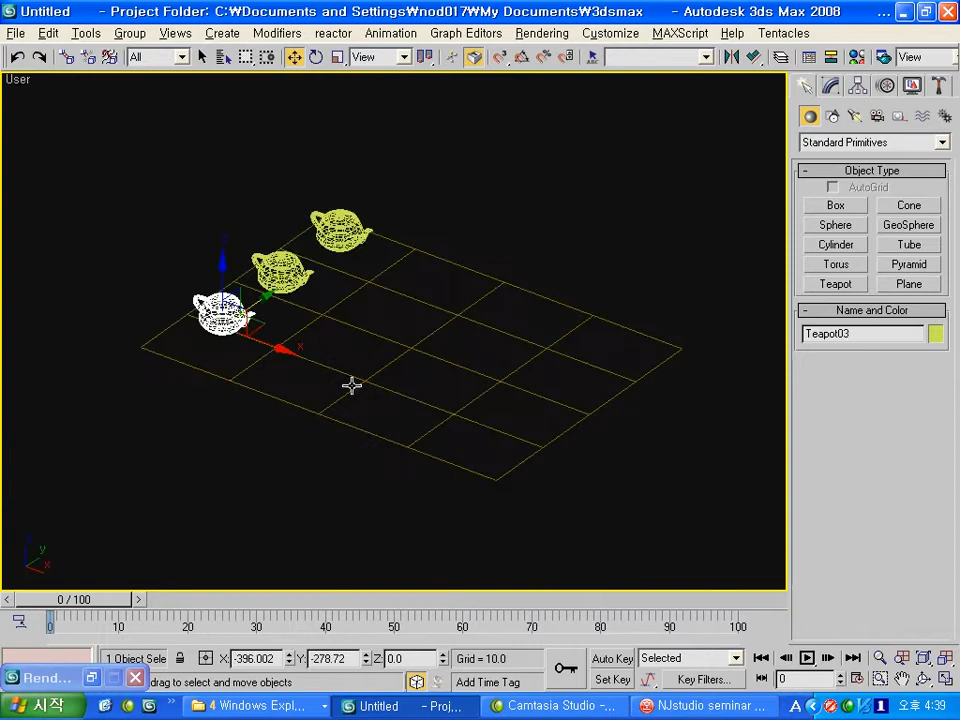 Untitled - Project Folder: C:₩Documents and Settings₩nod017₩My Documents₩3dsmax - Autodesk 3ds Max 2008 ...
File Edit Tools Group Views Create Modifiers reactor Animation Graph Editors Rendering Customize MAXScript Help Tentacles
All View View
User
Standard Primitives
- Object Type
AutoGrid
Box Cone
Sphere GeoSphere
Cylinder Tube
Torus Pyramid
Teapot Plane
- Name and Color
Teapot03
z
x
z
y
x
< 0 / 100 >
0 10 20 30 40 50 60 70 80 90 100
1 Object Sele X: -396.002 Y: -278.72 Z: 0.0 Grid = 10.0 Auto Key Selected
Rend... drag to select and move objects Add Time Tag Set Key Key Filters... 0
시작 4 Windows Expl... Untitled - Proj... Camtasia Studio -... NJstudio seminar ... A 1 오후 4:39